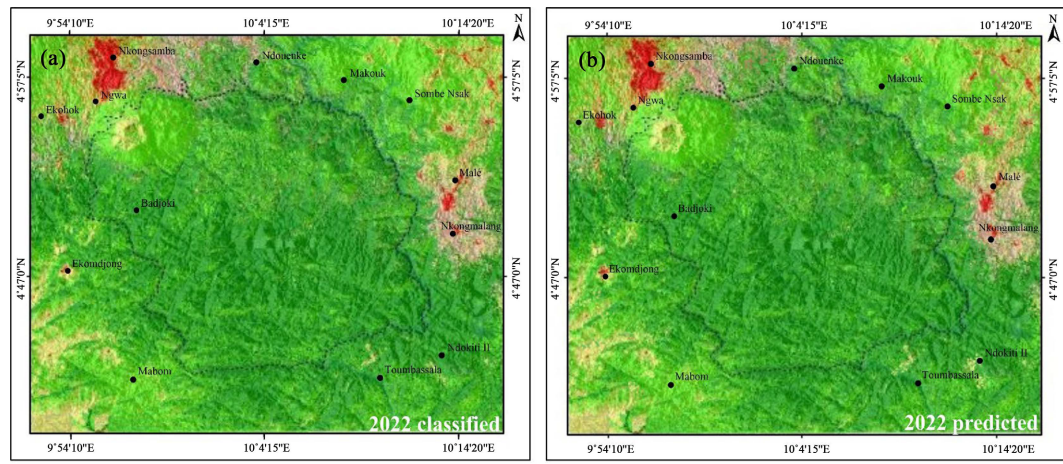 9°54'10"E 10°4'15"E 10°14'20"E N
(a)
Nkongsamba
Ndouenke
Makouk
Ngwa
Sombe Nsak
Ekohok
Malé
Badjoki
Nkongmalang
Ekomdjong
Ndokiti II
Mabom
Toumbassala
2022 classified
4°57'5"N
4°47'0"N
4°57'5"N
4°47'0"N
9°54'10"E 10°4'15"E 10°14'20"E
9°54'10"E 10°4'15"E 10°14'20"E N
(b)
Nkongsamba
Ndouenke
Makouk
Ngwa
Sombe Nsak
Ekohok
Malé
Badjoki
Nkongmalang
Ekomdjong
Ndokiti II
Mabom
Toumbassala
2022 predicted
4°57'5"N
4°47'0"N
4°57'5"N
4°47'0"N
9°54'10"E 10°4'15"E 10°14'20"E